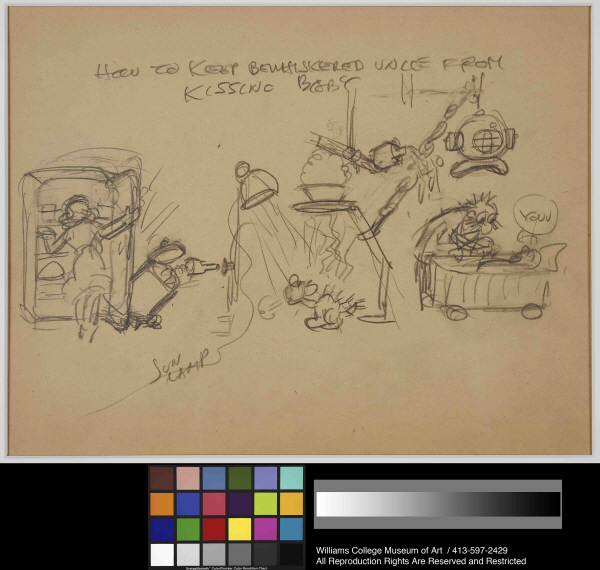 HOW TO KEEP BEWHISKERED UNCLE FROM
KISSING BABY
SUN
LAMP
Williams College Museum of Art / 413-597-2429
All Reproduction Rights Are Reserved and Restricted